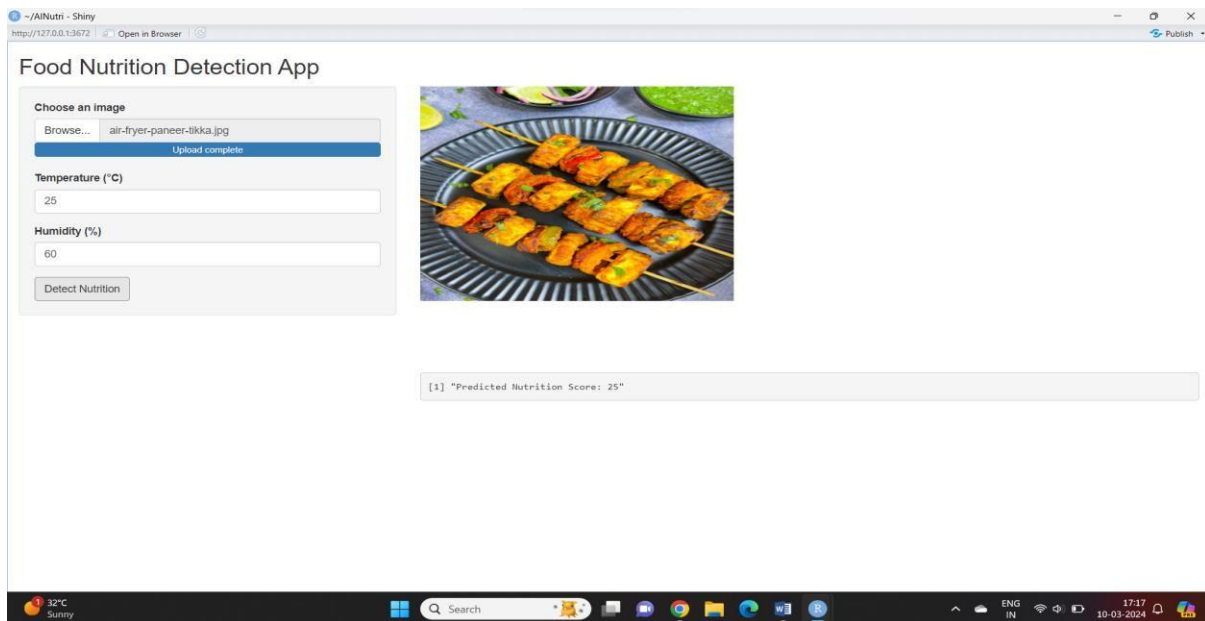 ~/AINutri - Shiny
http://127.0.0.1:3672 Open in Browser
Publish
Food Nutrition Detection App
Choose an image
Browse... air-fryer-paneer-tikka.jpg
Upload complete
Temperature (°C)
25
Humidity (%)
60
Detect Nutrition
[1] "Predicted Nutrition Score: 25"
1
32°C
Sunny
Search
W
R
ENG
IN
17:17
10-03-2024